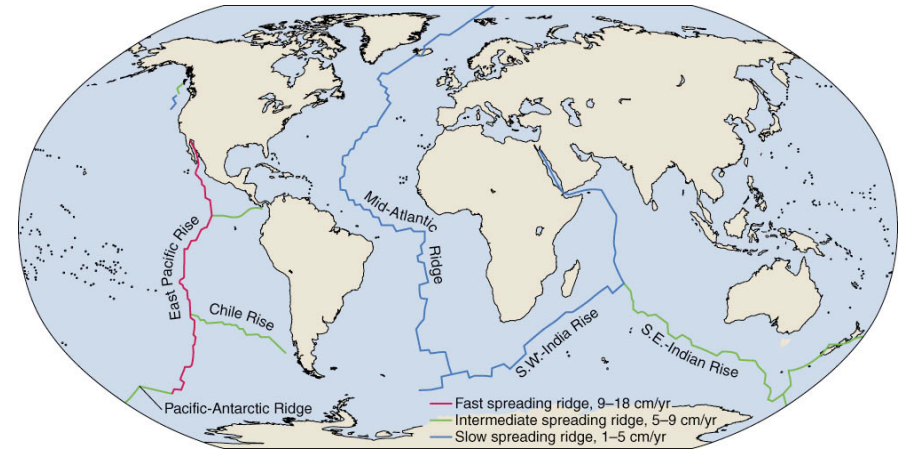 Mid-Atlantic
Ridge
East Pacific Rise
Chile Rise
S.W-India Rise
S.E.-Indian Rise
Pacific-Antarctic Ridge
Fast spreading ridge, 9–18 cm/yr
Intermediate spreading ridge, 5–9 cm/yr
Slow spreading ridge, 1–5 cm/yr